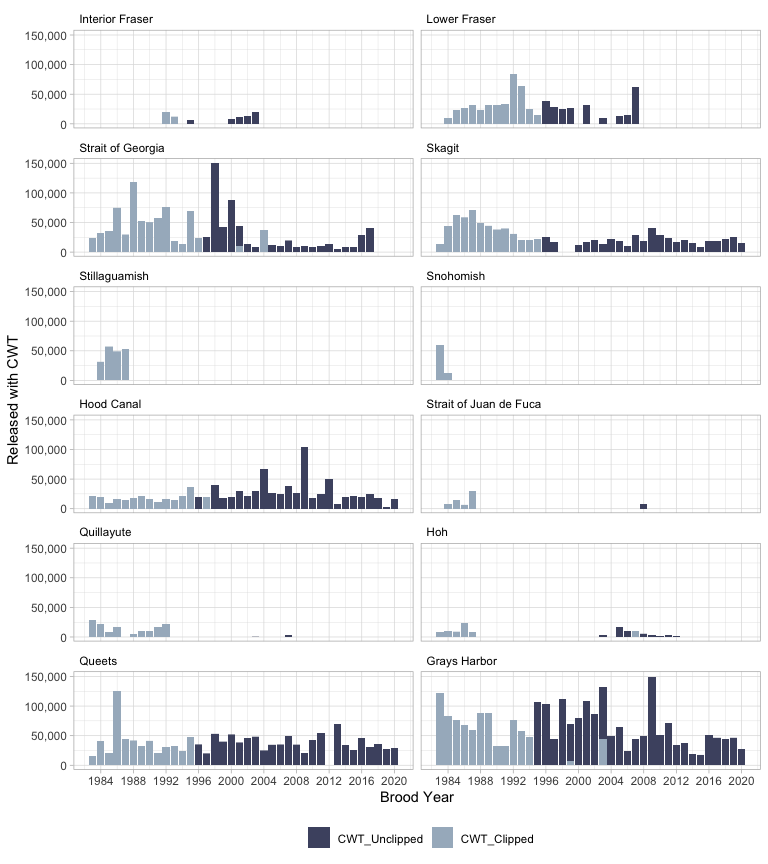 Interior Fraser
Lower Fraser
150,000
100,000
50,000
0
Strait of Georgia
Skagit
150,000
100,000
50,000
0
Stillaguamish
Snohomish
150,000
100,000
50,000
0
Hood Canal
Strait of Juan de Fuca
150,000
100,000
50,000
0
Quillayute
Hoh
150,000
100,000
50,000
0
Queets
Grays Harbor
150,000
100,000
50,000
0
Released with CWT
1984 1988 1992 1996 2000 2004 2008 2012 2016 2020
1984 1988 1992 1996 2000 2004 2008 2012 2016 2020
Brood Year
CWT_Unclipped
CWT_Clipped